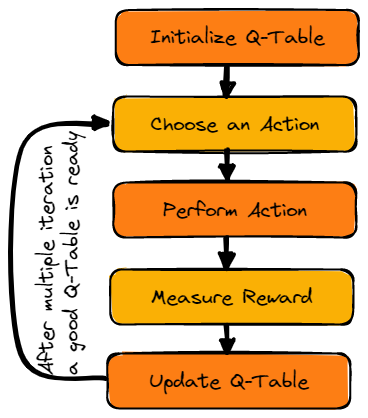 Initialize Q-Table
Choose an Action
Perform Action
Measure Reward
Update Q-Table
After multiple iteration
a good Q-Table is ready